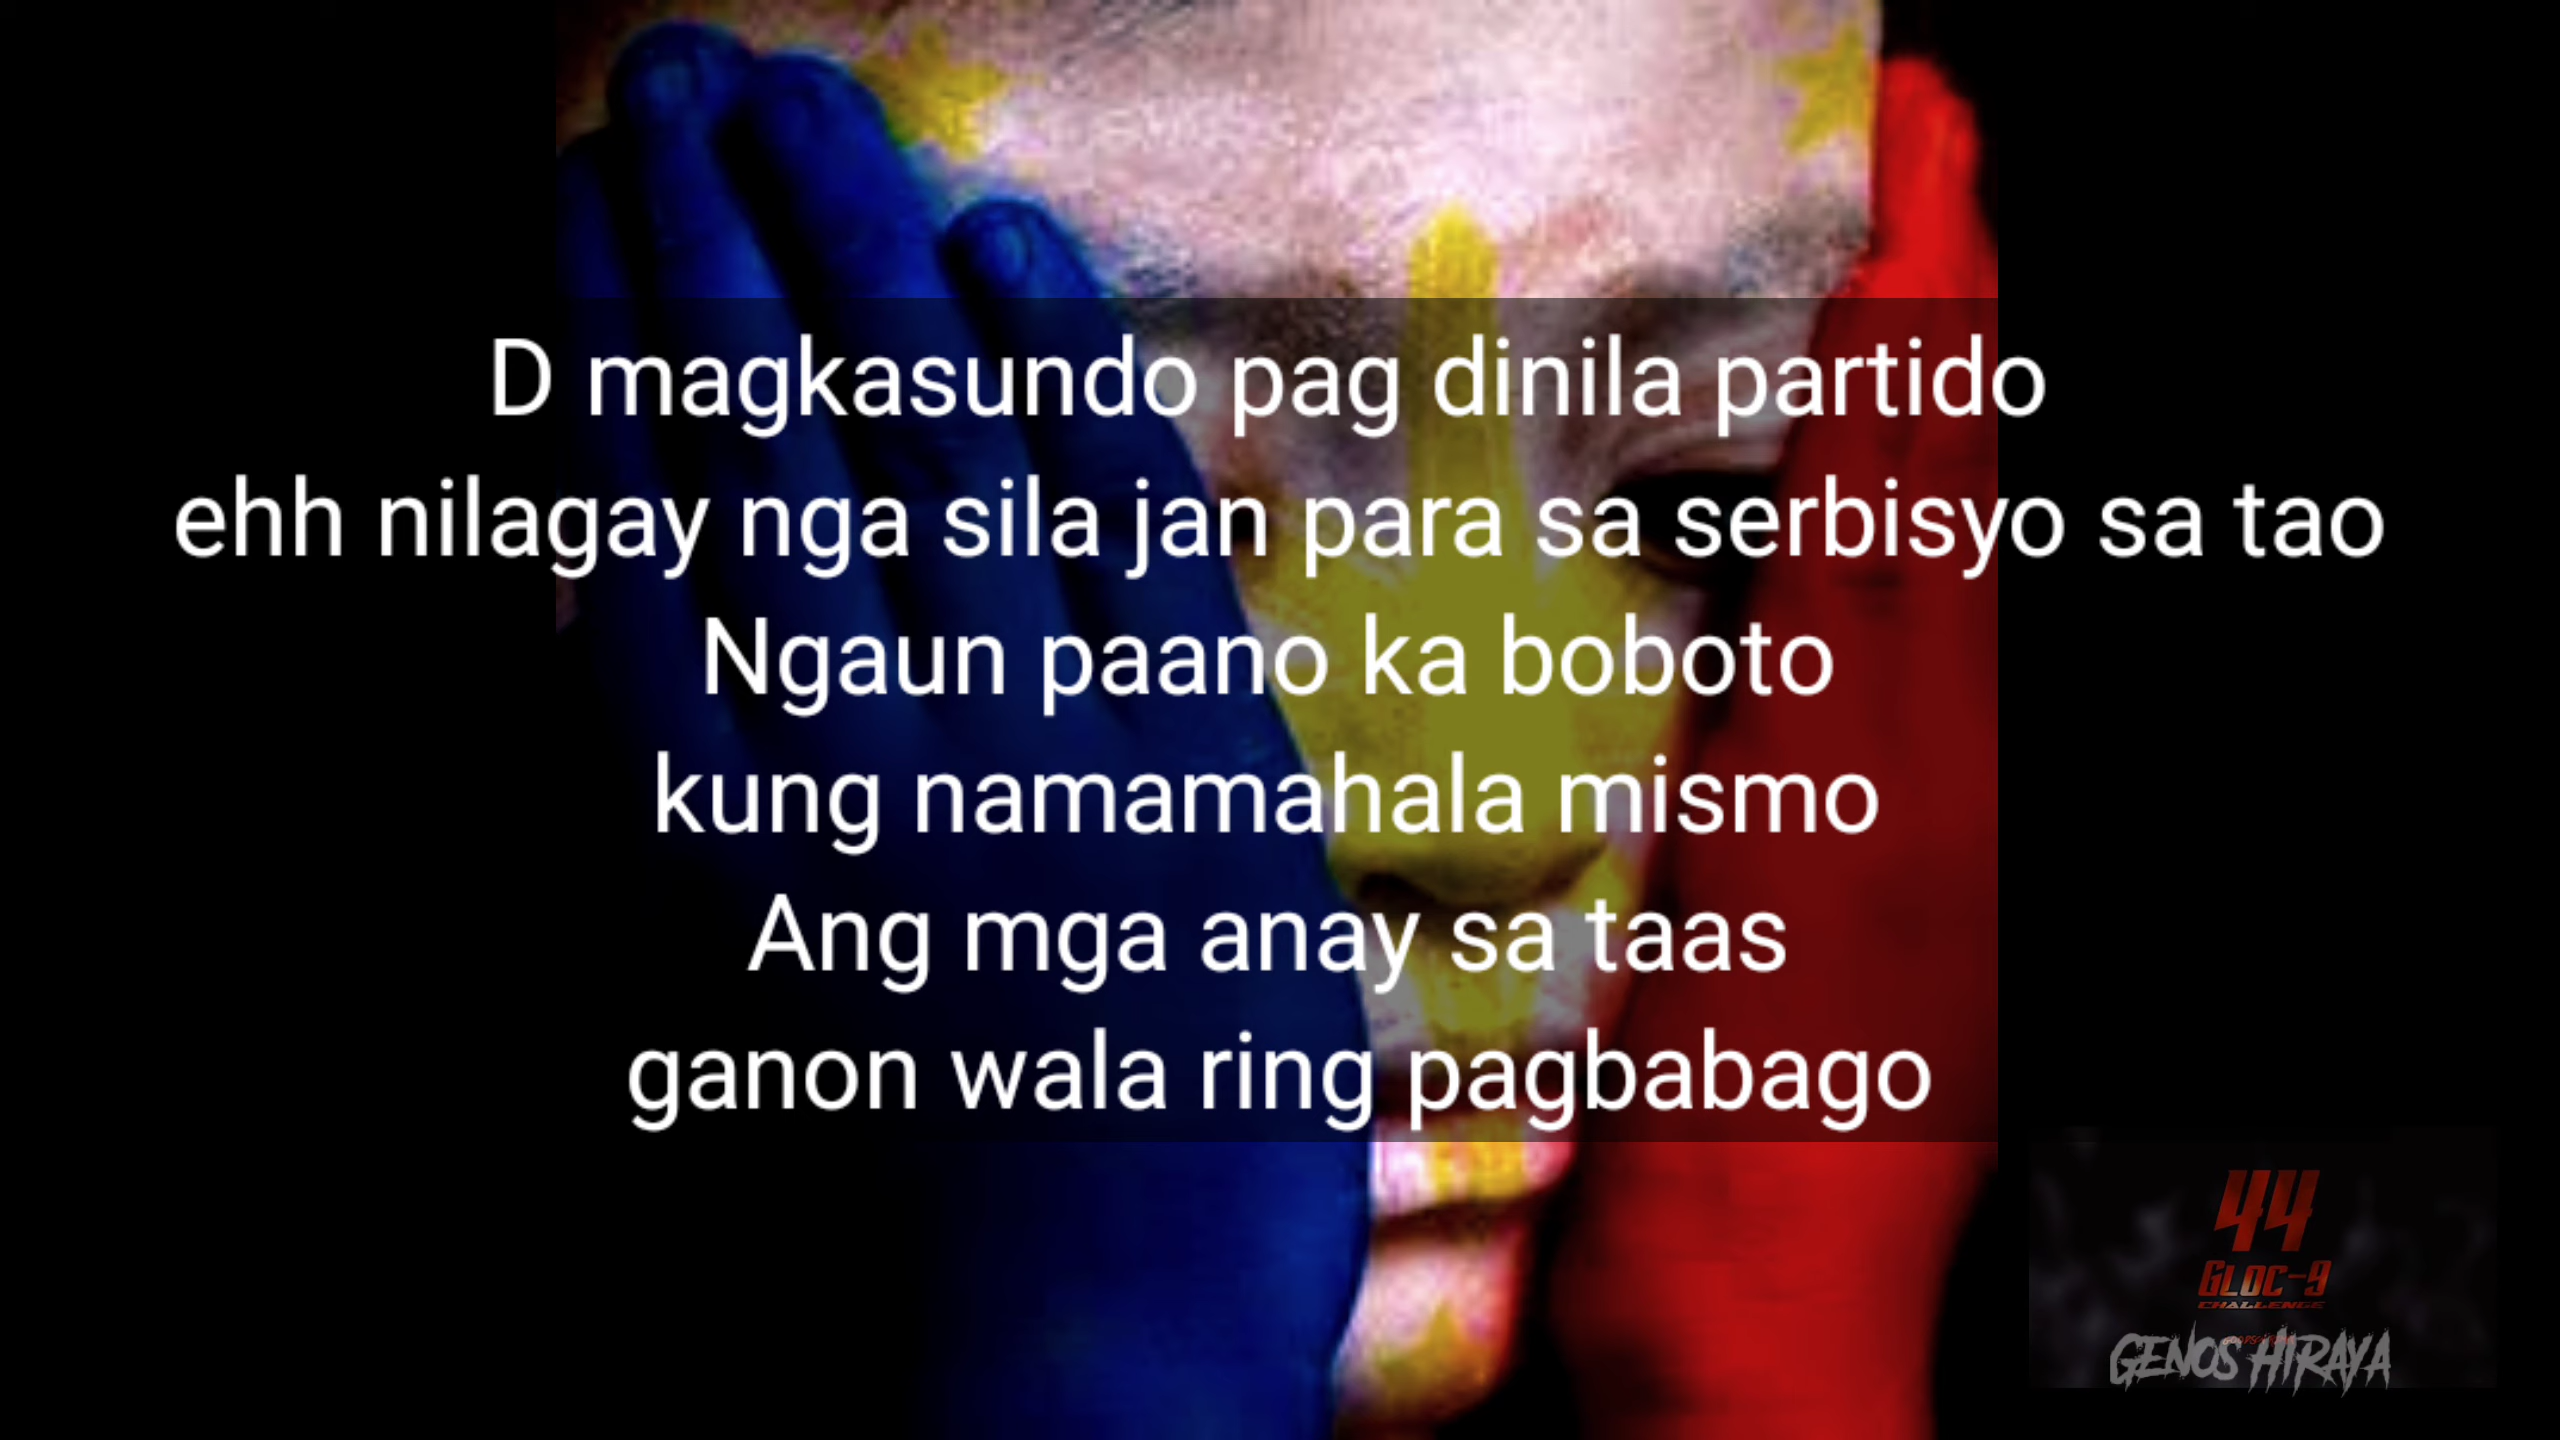 D magkasundo pag dinila partido
ehh nilagay nga sila jan para sa serbisyo sa tao
Ngaun paano ka boboto
kung namamahala mismo
Ang mga anay sa taas
ganon wala ring pagbabago
44
GLOC-9
CHALLENGE
GENOS HIRAYA